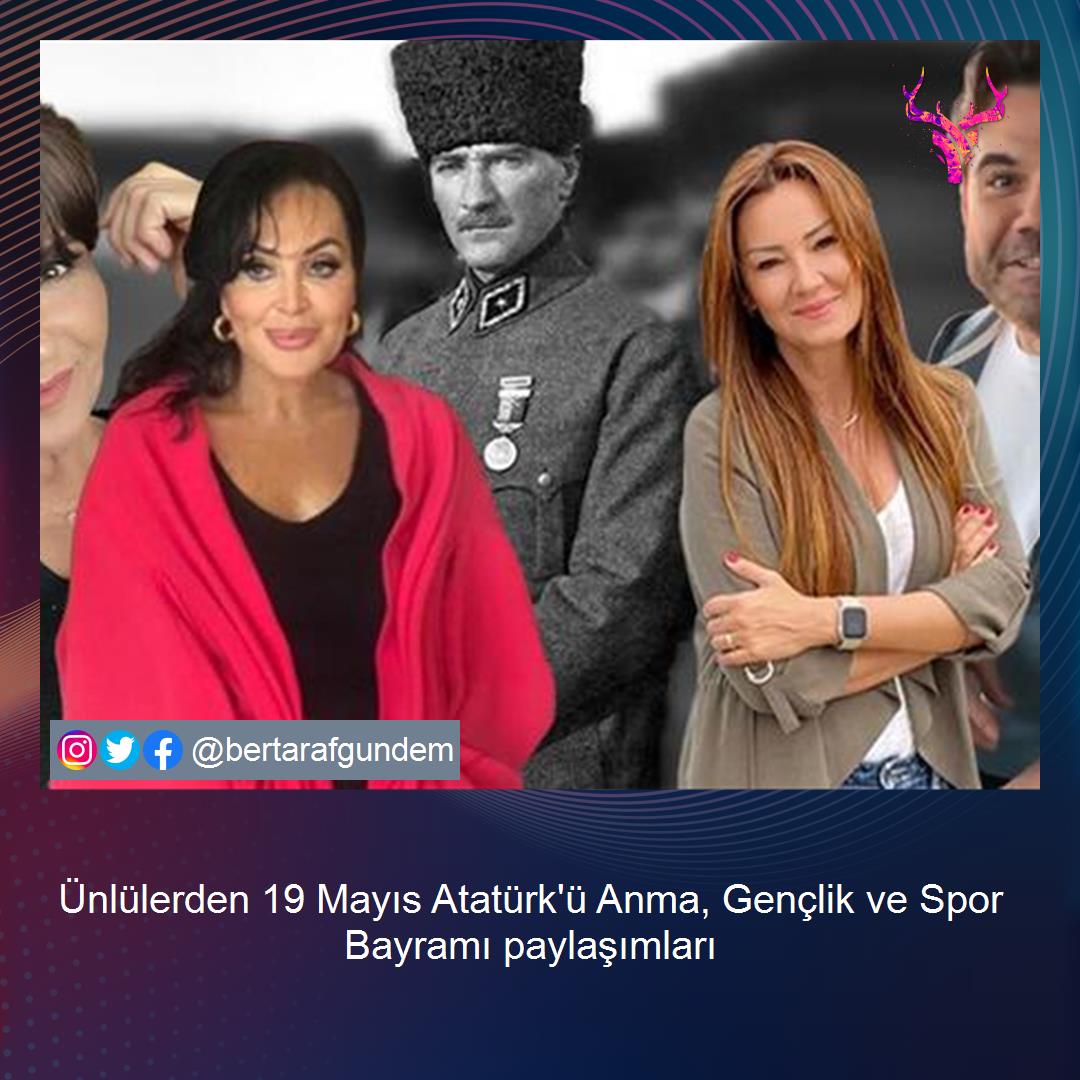 @bertarafgundem
Ünlülerden 19 Mayıs Atatürk'ü Anma, Gençlik ve Spor
Bayramı paylaşımları